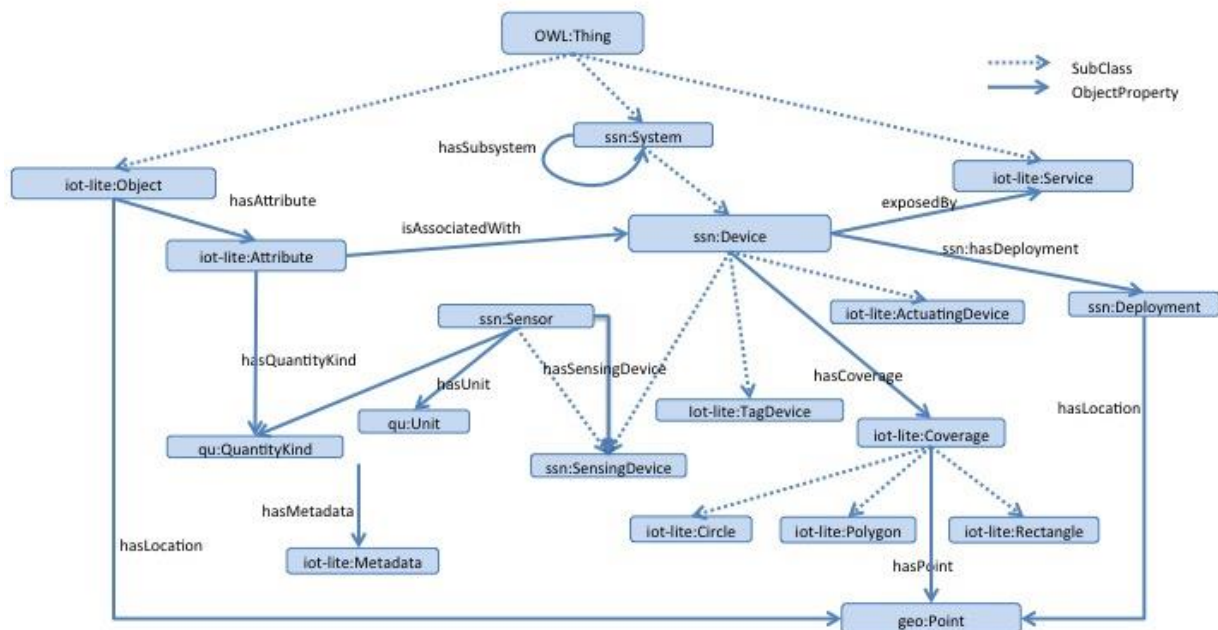 OWL:Thing
SubClass
ObjectProperty
ssn:System
hasSubsystem
iot-lite:Object
iot-lite:Service
hasAttribute
exposedBy
isAssociatedWith
ssn:Device
ssn:hasDeployment
iot-lite:Attribute
iot-lite:ActuatingDevice
ssn:Deployment
ssn:Sensor
hasQuantityKind
hasSensingDevice
hasUnit
hasCoverage
hasLocation
Iot-lite:TagDevice
qu:Unit
iot-lite:Coverage
qu:QuantityKind
ssn:SensingDevice
hasMetadata
iot-lite:Circle
iot-lite:Polygon
iot-lite:Rectangle
hasLocation
iot-lite:Metadata
hasPoint
geo:Point